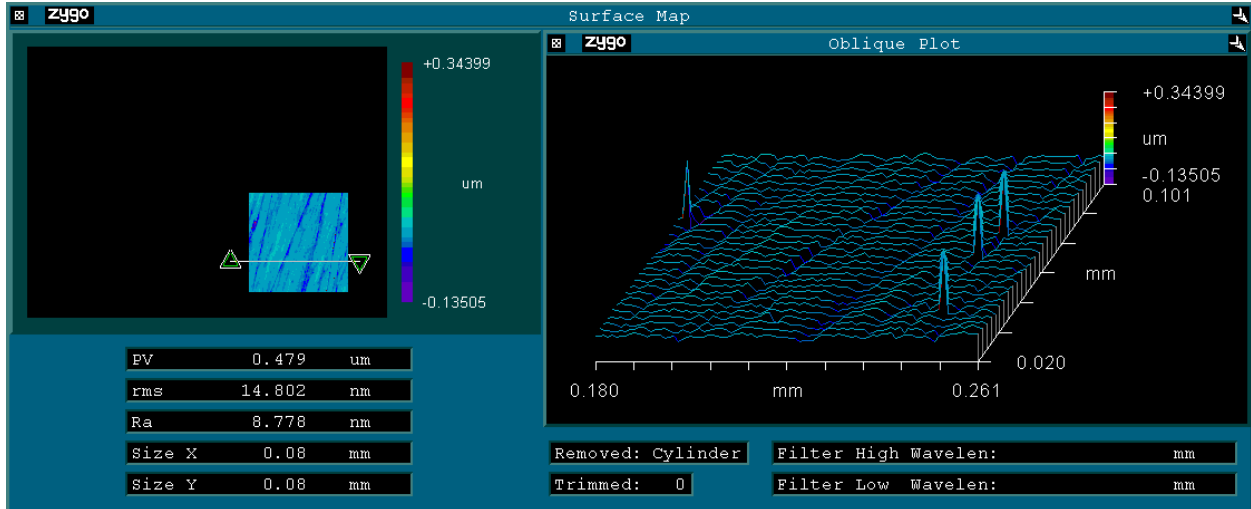 zygo Surface Map
+0.34399
um
-0.13505
PV 0.479 um
rms 14.802 nm
Ra 8.778 nm
Size X 0.08 mm
Size Y 0.08 mm
zygo Oblique Plot
+0.34399
um
-0.13505
0.101
mm
0.020
0.180 mm 0.261
Removed: Cylinder
Trimmed: 0
Filter High Wavelen: mm
Filter Low Wavelen: mm